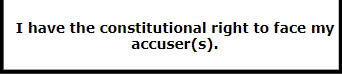 I have the constitutional right to face my
accuser(s).